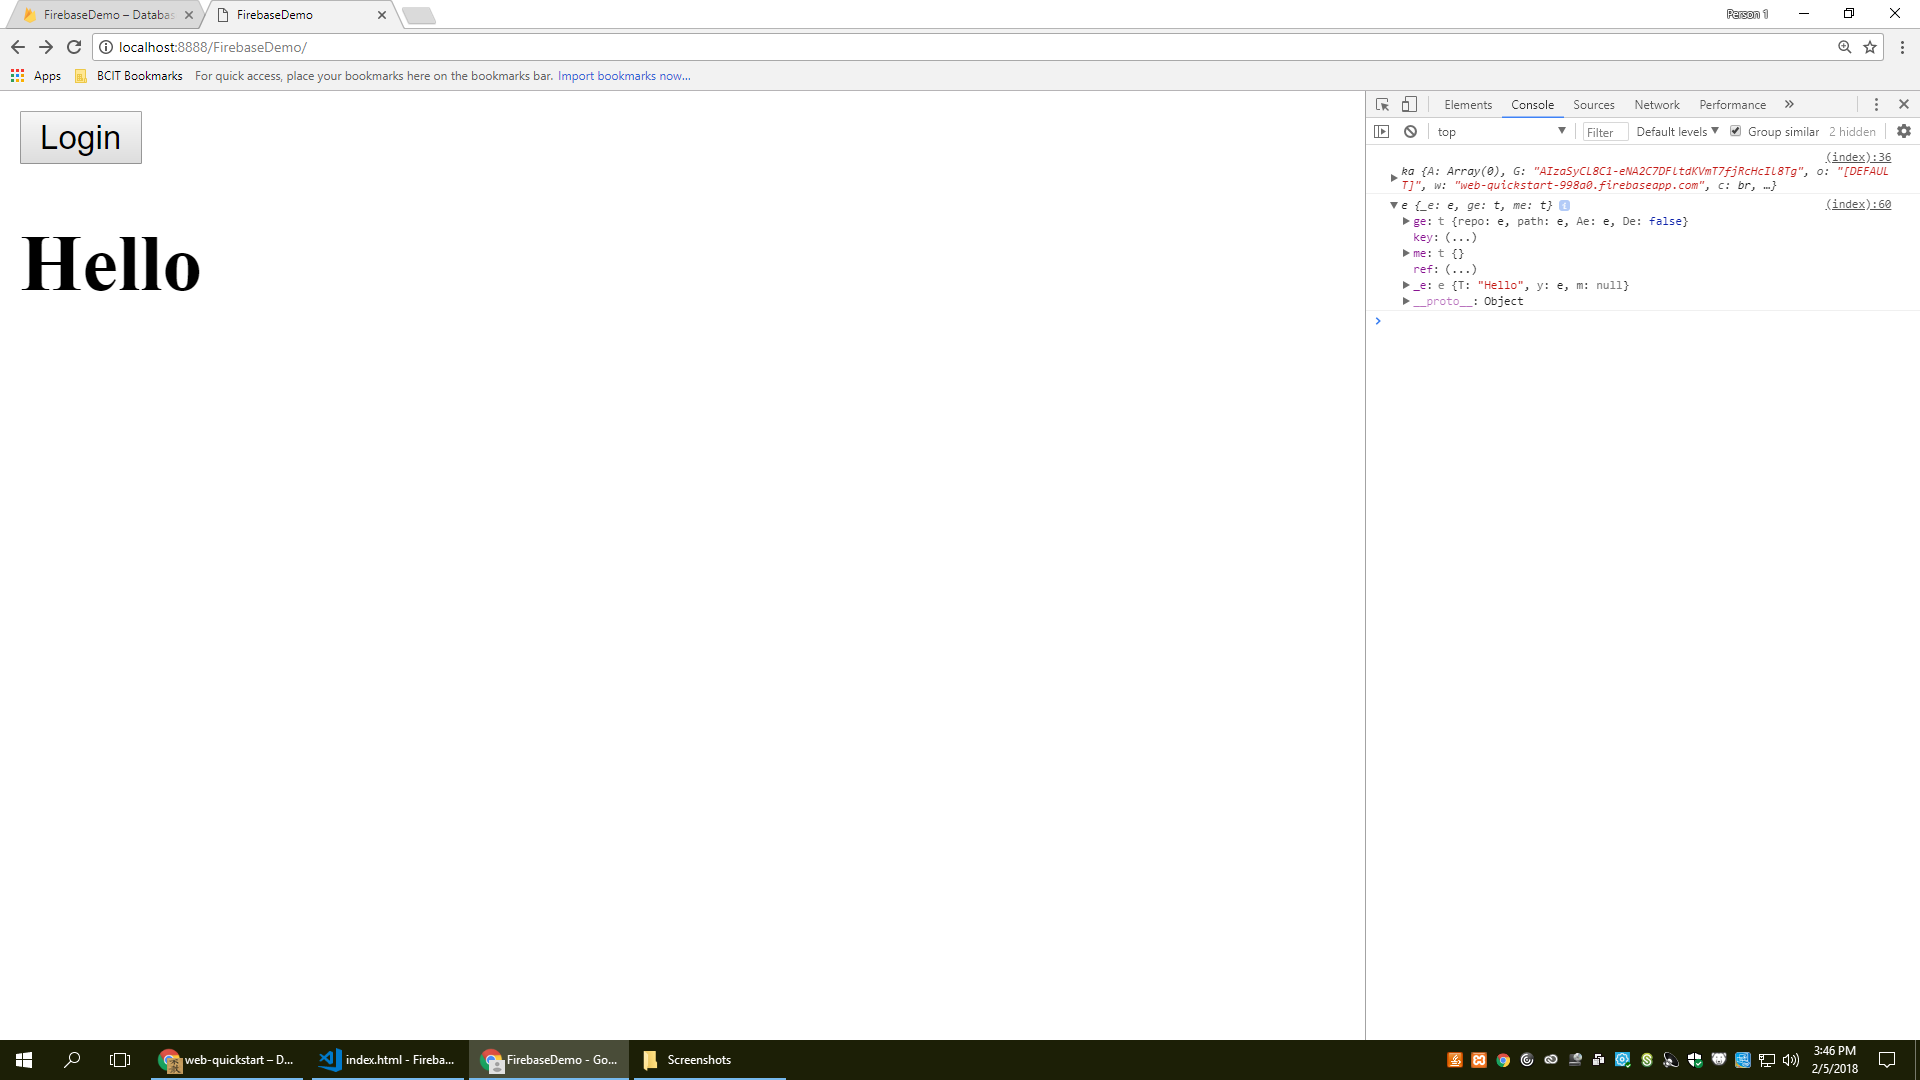 FirebaseDemo – Databas
FirebaseDemo
Person 1
localhost:8888/FirebaseDemo/
Apps
BCIT Bookmarks
For quick access, place your bookmarks here on the bookmarks bar. Import bookmarks now...
Login
Hello
Elements Console Sources Network Performance »
top Filter Default levels Group similar 2 hidden
(index):36
ka {A: Array(0), G: "AIzaSyCl8C1-eNA2C7DFltdKVmT7fjRcHcIl8Tg", o: "[DEFAUL
T]", w: "web-quickstart-998a0.firebaseapp.com", c: br, …}
e {_e: e, ge: t, me: t} (index):60
ge: t {repo: e, path: e, Ae: e, De: false}
key: (...)
me: t {}
ref: (...)
_e: e {T: "Hello", y: e, m: null}
__proto__: Object
web-quickstart – D...
index.html - Fireba...
FirebaseDemo - Go...
Screenshots
3:46 PM
2/5/2018